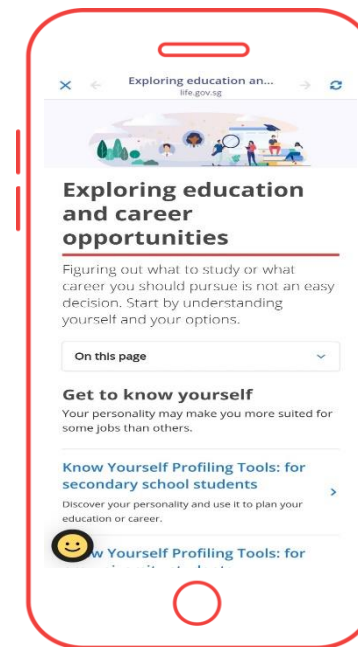 Exploring education an...
life.gov.sg
Exploring education
and career
opportunities
Figuring out what to study or what
career you should pursue is not an easy
decision. Start by understanding
yourself and your options.
On this page
Get to know yourself
Your personality may make you more suited for
some jobs than others.
Know Yourself Profiling Tools: for
secondary school students
Discover your personality and use it to plan your
education or career.
Yourself Profiling Tools: for